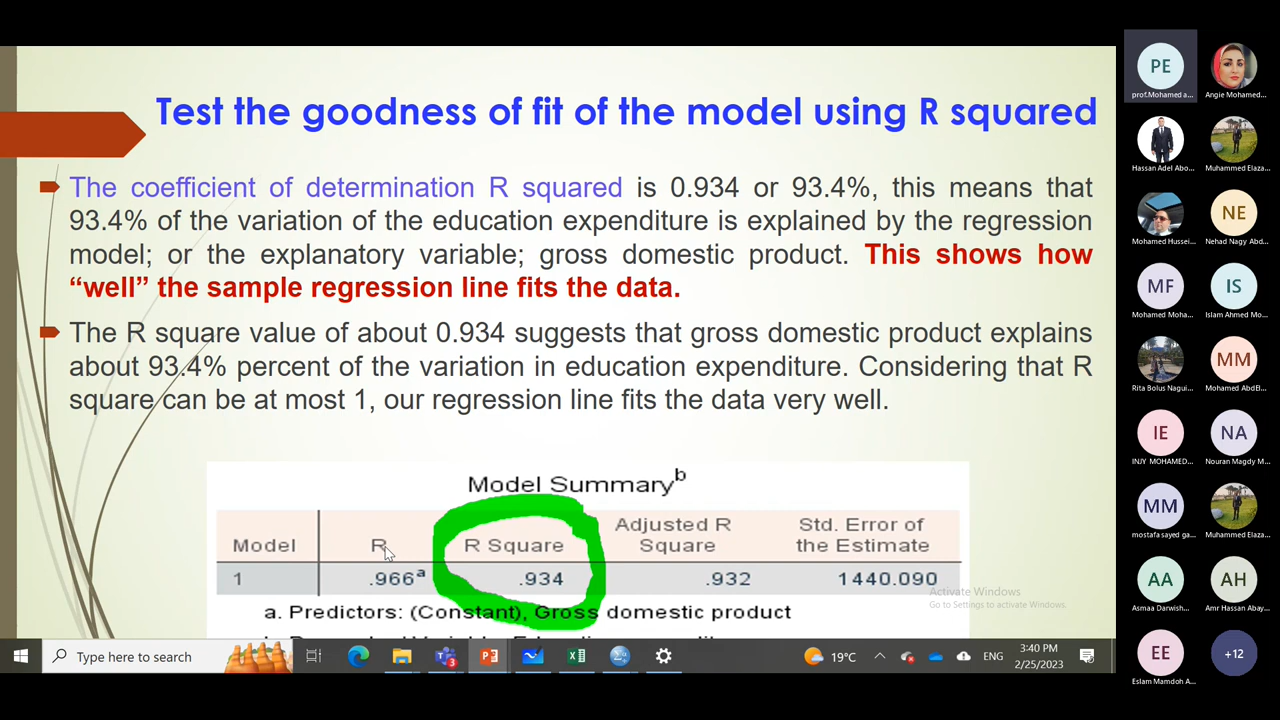 Test the goodness of fit of the model using R squared
The coefficient of determination R squared is 0.934 or 93.4%, this means that
93.4% of the variation of the education expenditure is explained by the regression
model; or the explanatory variable; gross domestic product. This shows how
“well” the sample regression line fits the data.
The R square value of about 0.934 suggests that gross domestic product explains
about 93.4% percent of the variation in education expenditure. Considering that R
square can be at most 1, our regression line fits the data very well.
Model Summaryb
Model R R Square Adjusted R Square Std. Error of the Estimate
1 .966a .934 .932 1440.090
a. Predictors: (Constant), Gross domestic product
Activate Windows
Go to Settings to activate Windows.
Type here to search
3
19°C
ENG
3:40 PM
2/25/2023
PE
prof.Mohamed a...
Angie Mohamed...
Hassan Adel Abo...
Muhammed Elaza...
Mohamed Hussei...
NE
Nehad Nagy Abd...
MF
Mohamed Moha...
IS
Islam Ahmed Mo...
Rita Bolus Nagui...
MM
Mohamed AbdEl...
IE
INJY MOHAMED...
NA
Nouran Magdy M...
MM
mostafa sayed ga...
Muhammed Elaza...
AA
Asmaa Darwish...
AH
Amr Hassan Abay...
EE
Eslam Mamdoh A...
+12